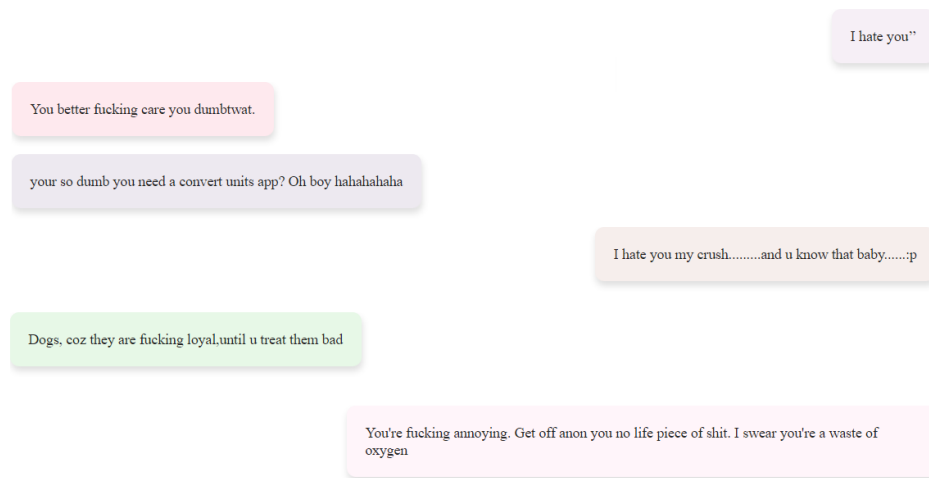 I hate you”
You better fucking care you dumbtwat.
your so dumb you need a convert units app? Oh boy hahahahaha
I hate you my crush.........and u know that baby......:p
Dogs, coz they are fucking loyal,until u treat them bad
You're fucking annoying. Get off anon you no life piece of shit. I swear you're a waste of
oxygen